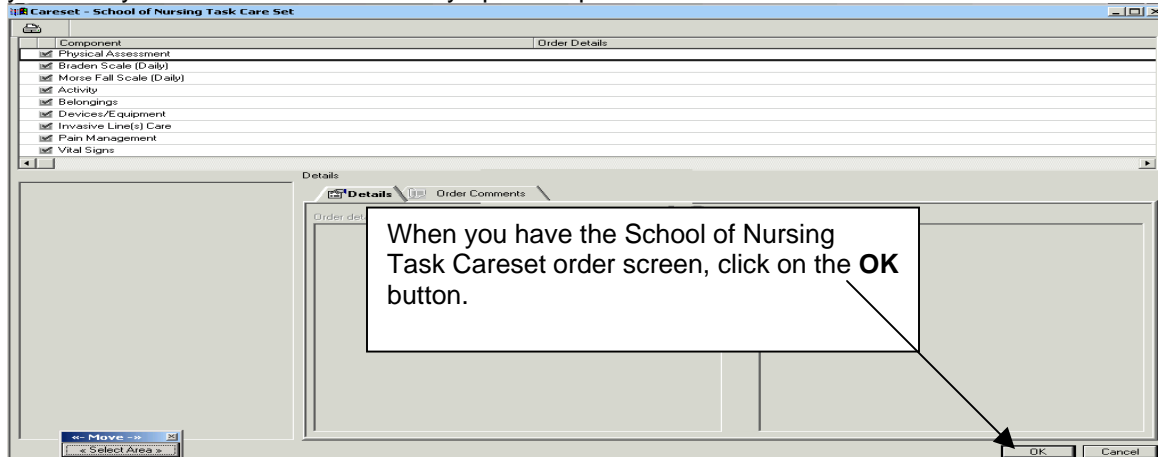 Careset - School of Nursing Task Care Set
Component Order Details
Physical Assessment
Braden Scale (Daily)
Morse Fall Scale (Daily)
Activity
Belongings
Devices/Equipment
Invasive Line(s) Care
Pain Management
Vital Signs
Details
Details Order Comments
Order
When you have the School of Nursing
Task Careset order screen, click on the OK
button.
«- Move -»
« Select Area »
OK Cancel